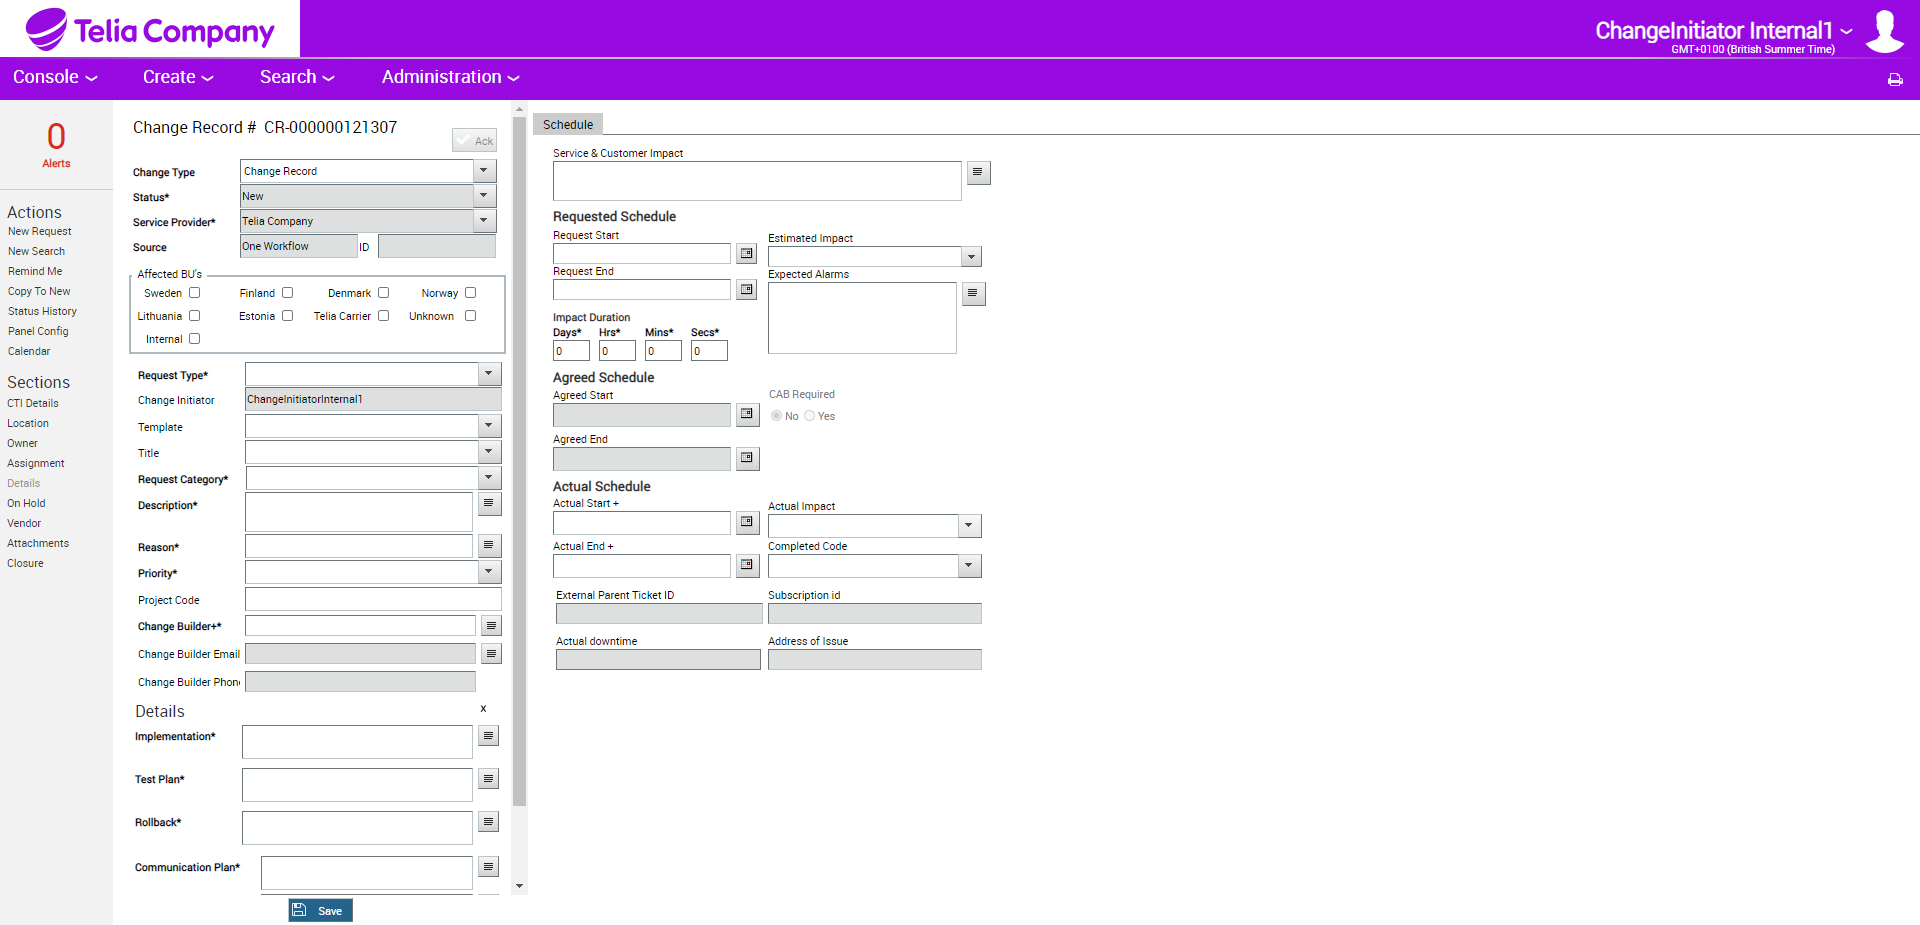 Telia Company
ChangeInitiator Internal1
GMT+0100 (British Summer Time)
Console
Create
Search
Administration
0
Alerts
Actions
New Request
New Search
Remind Me
Copy To New
Status History
Panel Config
Calendar
Sections
CTI Details
Location
Owner
Assignment
Details
On Hold
Vendor
Attachments
Closure
Change Record # CR-000000121307
Ack
Change Type Change Record
Status* New
Service Provider* Telia Company
Source One Workflow ID
Affected BU's
Sweden Finland Denmark Norway
Lithuania Estonia Telia Carrier Unknown
Internal
Request Type*
Change Initiator ChangeInitiatorInternal1
Template
Title
Request Category*
Description*
Reason*
Priority*
Project Code
Change Builder+*
Change Builder Email
Change Builder Phone
Details x
Implementation*
Test Plan*
Rollback*
Communication Plan*
Save
Schedule
Service & Customer Impact
Requested Schedule
Request Start
Estimated Impact
Request End
Expected Alarms
Impact Duration
Days* Hrs* Mins* Secs*
0 0 0 0
Agreed Schedule
Agreed Start
CAB Required
No Yes
Agreed End
Actual Schedule
Actual Start +
Actual Impact
Actual End +
Completed Code
External Parent Ticket ID
Subscription id
Actual downtime
Address of Issue